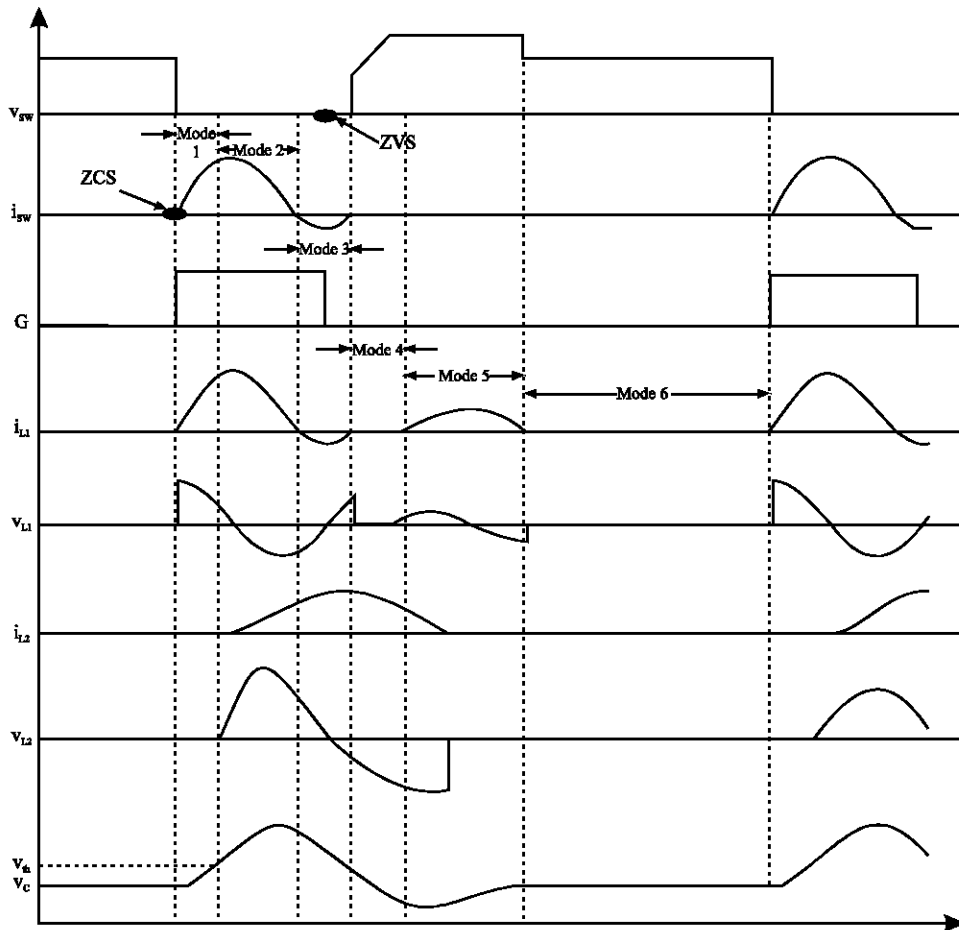 v_sw
ZVS
Mode
1
Mode 2
ZCS
i_sw
Mode 3
G
Mode 4
Mode 5
Mode 6
i_L1
v_L1
i_L2
v_L2
v_th
v_C